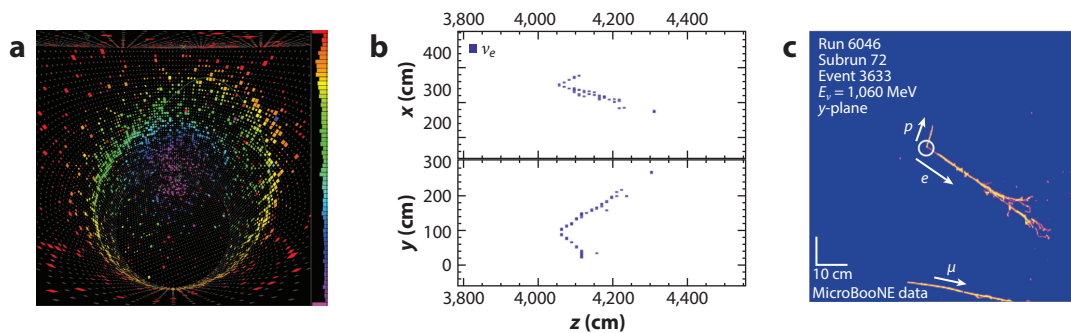 a
b
c
3,800 4,000 4,200 4,400
400
300
200
x (cm)
νe
300
200
100
0
y (cm)
3,800 4,000 4,200 4,400
z (cm)
Run 6046
Subrun 72
Event 3633
Eν = 1,060 MeV
y-plane
p
e
10 cm
μ
MicroBooNE data